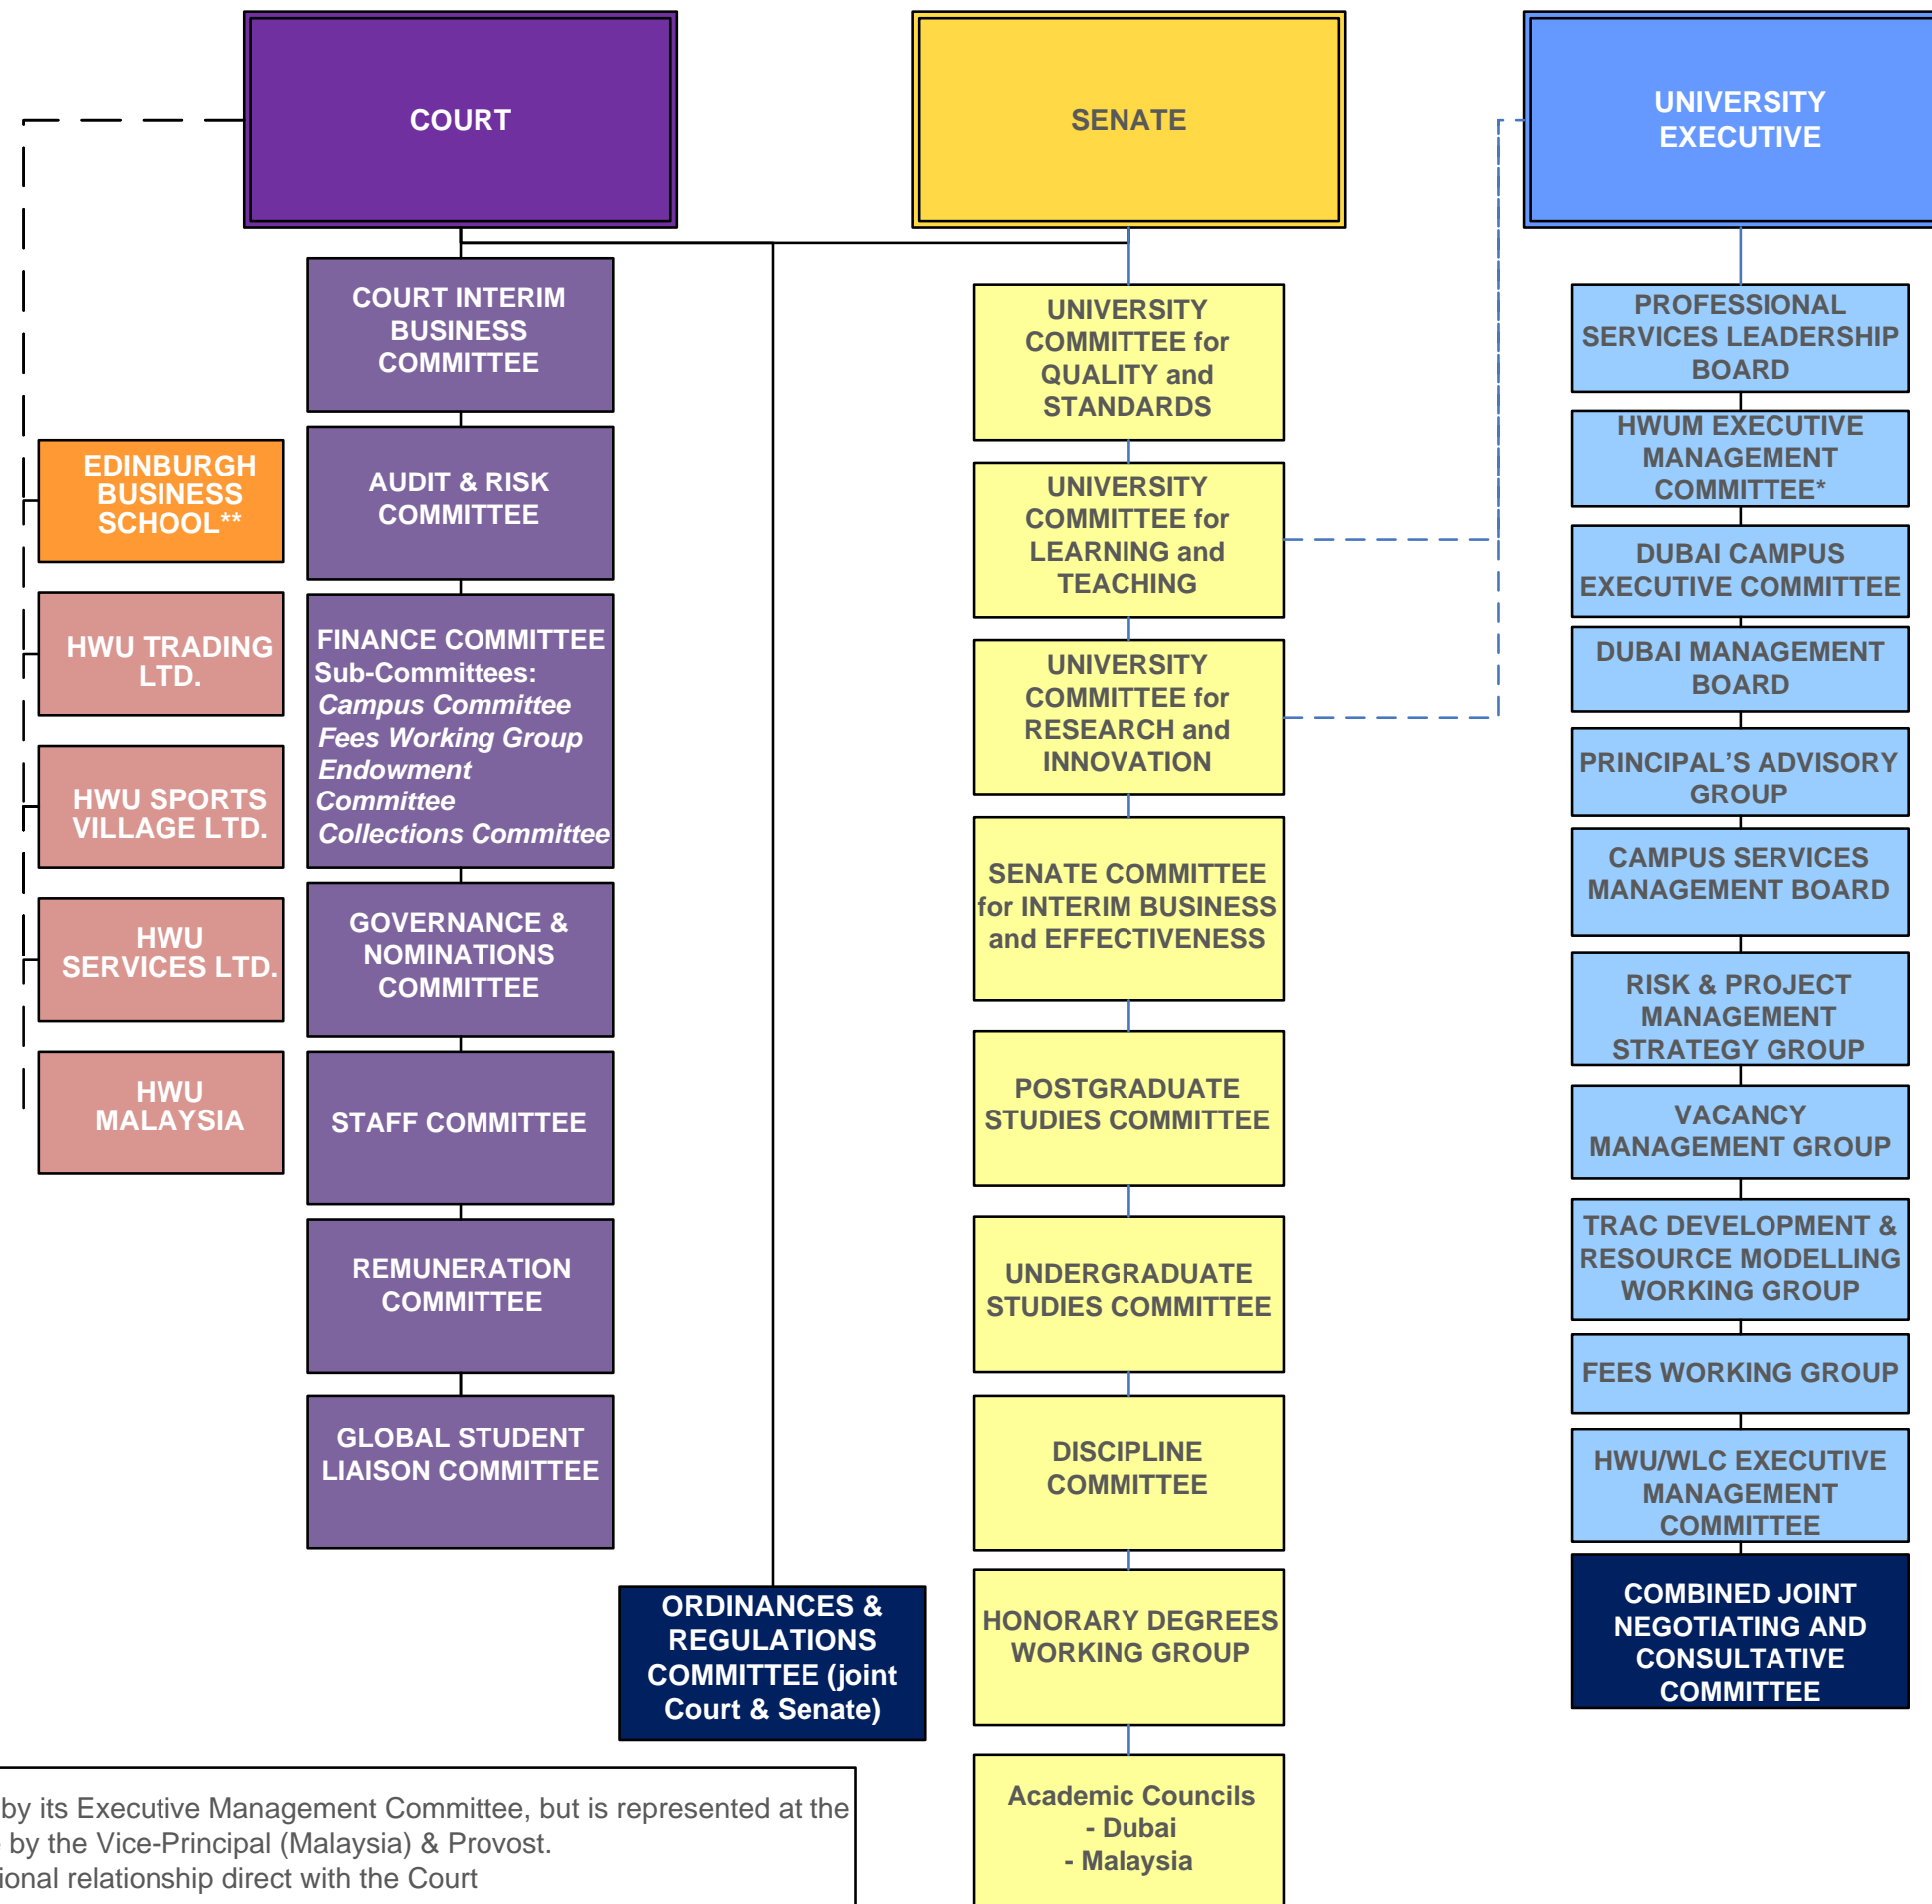 COURT
SENATE
UNIVERSITY
EXECUTIVE
EDINBURGH
BUSINESS
SCHOOL**
HWU TRADING
LTD.
HWU SPORTS
VILLAGE LTD.
HWU
SERVICES LTD.
HWU
MALAYSIA
COURT INTERIM
BUSINESS
COMMITTEE
AUDIT & RISK
COMMITTEE
FINANCE COMMITTEE
Sub-Committees:
Campus Committee
Fees Working Group
Endowment
Committee
Collections Committee
GOVERNANCE &
NOMINATIONS
COMMITTEE
STAFF COMMITTEE
REMUNERATION
COMMITTEE
GLOBAL STUDENT
LIAISON COMMITTEE
ORDINANCES &
REGULATIONS
COMMITTEE (joint
Court & Senate)
UNIVERSITY
COMMITTEE for
QUALITY and
STANDARDS
UNIVERSITY
COMMITTEE for
LEARNING and
TEACHING
UNIVERSITY
COMMITTEE for
RESEARCH and
INNOVATION
SENATE COMMITTEE
for INTERIM BUSINESS
and EFFECTIVENESS
POSTGRADUATE
STUDIES COMMITTEE
UNDERGRADUATE
STUDIES COMMITTEE
DISCIPLINE
COMMITTEE
HONORARY DEGREES
WORKING GROUP
Academic Councils
- Dubai
- Malaysia
PROFESSIONAL
SERVICES LEADERSHIP
BOARD
HWUM EXECUTIVE
MANAGEMENT
COMMITTEE*
DUBAI CAMPUS
EXECUTIVE COMMITTEE
DUBAI MANAGEMENT
BOARD
PRINCIPAL'S ADVISORY
GROUP
CAMPUS SERVICES
MANAGEMENT BOARD
RISK & PROJECT
MANAGEMENT
STRATEGY GROUP
VACANCY
MANAGEMENT GROUP
TRAC DEVELOPMENT &
RESOURCE MODELLING
WORKING GROUP
FEES WORKING GROUP
HWU/WLC EXECUTIVE
MANAGEMENT
COMMITTEE
COMBINED JOINT
NEGOTIATING AND
CONSULTATIVE
COMMITTEE
by its Executive Management Committee, but is represented at the
by the Vice-Principal (Malaysia) & Provost.
relationship direct with the Court